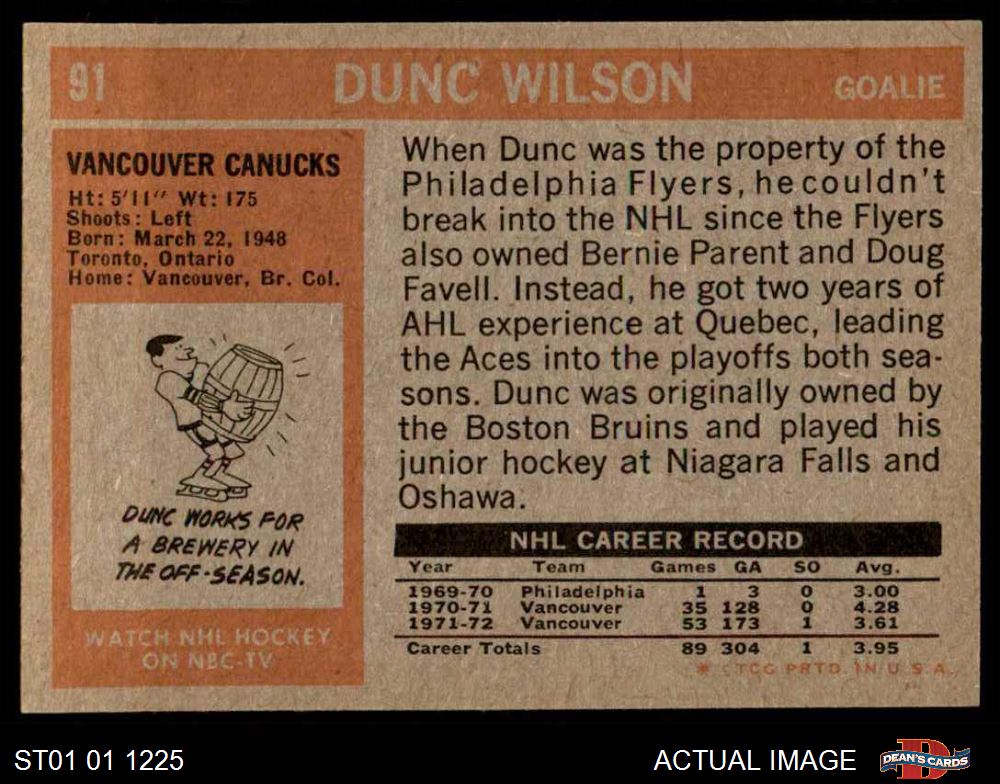 91 DUNC WILSON GOALIE
VANCOUVER CANUCKS
Ht: 5'11" Wt: 175
Shoots: Left
Born: March 22, 1948
Toronto, Ontario
Home: Vancouver, Br. Col.
DUNC WORKS FOR
A BREWERY IN
THE OFF-SEASON.
WATCH NHL HOCKEY
ON NBC-TV
When Dunc was the property of the
Philadelphia Flyers, he couldn't
break into the NHL since the Flyers
also owned Bernie Parent and Doug
Favell. Instead, he got two years of
AHL experience at Quebec, leading
the Aces into the playoffs both sea-
sons. Dunc was originally owned by
the Boston Bruins and played his
junior hockey at Niagara Falls and
Oshawa.
NHL CAREER RECORD
Year Team Games GA SO Avg.
1969-70 Philadelphia 1 3 0 3.00
1970-71 Vancouver 35 128 0 4.28
1971-72 Vancouver 53 173 1 3.61
Career Totals 89 304 1 3.95
* ©TCG PRTD. IN U.S.A.
ST01 01 1225
ACTUAL IMAGE
D
DEAN'S CARDS